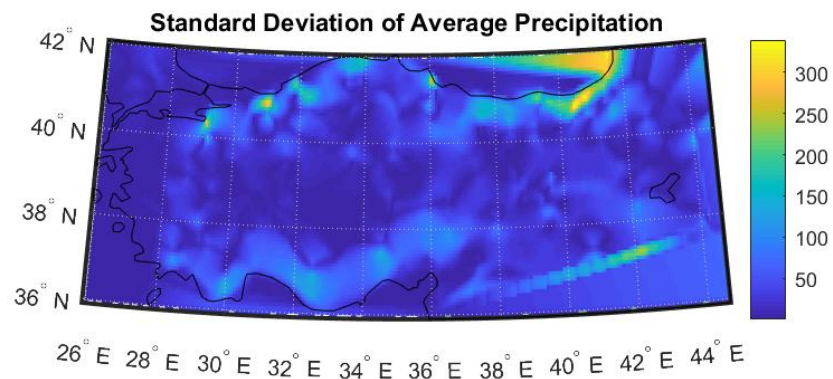 Standard Deviation of Average Precipitation
42° N
40° N
38° N
36° N
26° E 28° E 30° E 32° E 34° E 36° E 38° E 40° E 42° E 44° E
300
250
200
150
100
50